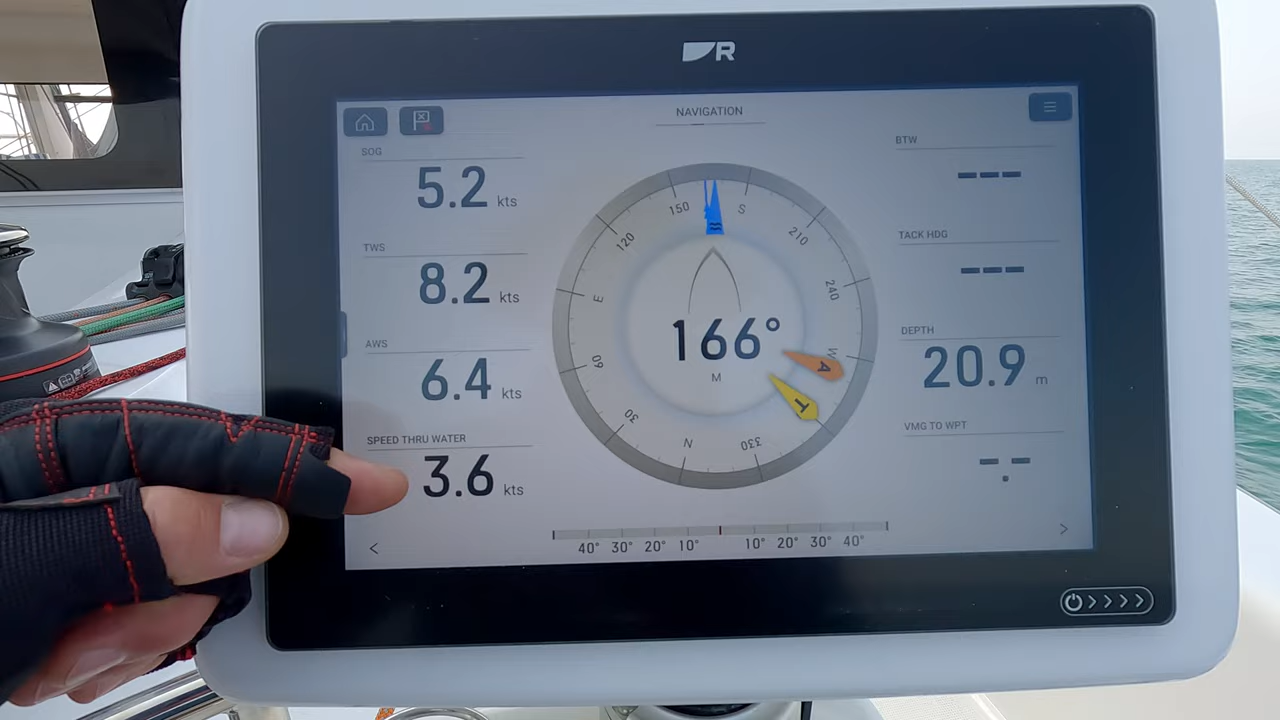 R
NAVIGATION
SOG
5.2 kts
TWS
8.2 kts
AWS
6.4 kts
SPEED THRU WATER
3.6 kts
150
S
120
210
E
240
60
W
30
330
N
166°
M
A
T
40° 30° 20° 10° 10° 20° 30° 40°
BTW
---
TACK HDG
---
DEPTH
20.9 m
VMG TO WPT
-.-